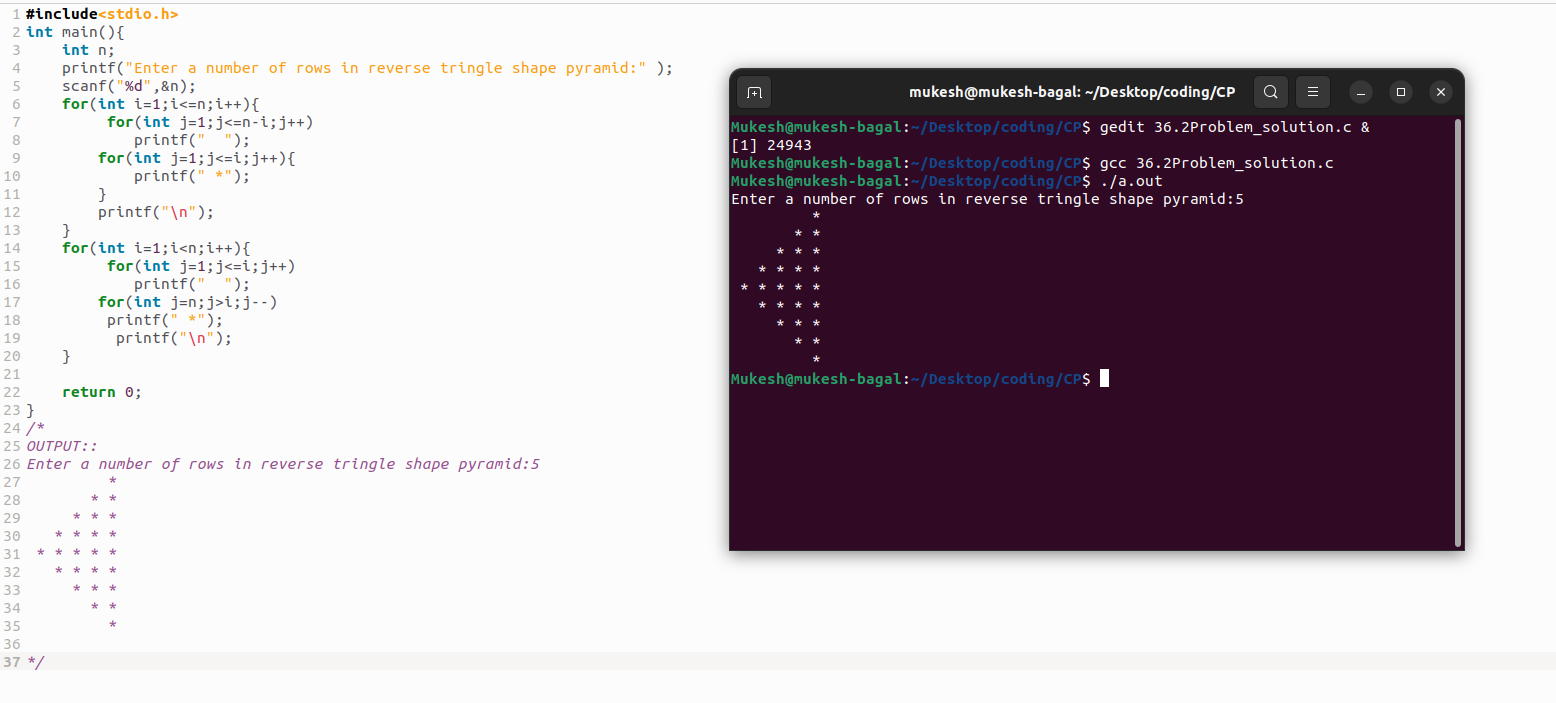 1 #include<stdio.h>
2 int main(){
3     int n;
4     printf("Enter a number of rows in reverse tringle shape pyramid:" );
5     scanf("%d",&n);
6     for(int i=1;i<=n;i++){
7          for(int j=1;j<=n-i;j++)
8             printf("  ");
9         for(int j=1;j<=i;j++){
10             printf(" *");
11         }
12         printf("\n");
13     }
14     for(int i=1;i<n;i++){
15          for(int j=1;j<=i;j++)
16             printf("  ");
17         for(int j=n;j>i;j--)
18          printf(" *");
19           printf("\n");
20     }
21
22     return 0;
23 }
24 /*
25 OUTPUT::
26 Enter a number of rows in reverse tringle shape pyramid:5
27          *
28        * *
29      * * *
30    * * * *
31  * * * * *
32    * * * *
33      * * *
34        * *
35          *
36
37 */
mukesh@mukesh-bagal: ~/Desktop/coding/CP
Mukesh@mukesh-bagal:~/Desktop/coding/CP$ gedit 36.2Problem_solution.c &
[1] 24943
Mukesh@mukesh-bagal:~/Desktop/coding/CP$ gcc 36.2Problem_solution.c
Mukesh@mukesh-bagal:~/Desktop/coding/CP$ ./a.out
Enter a number of rows in reverse tringle shape pyramid:5
         *
       * *
     * * *
   * * * *
 * * * * *
   * * * *
     * * *
       * *
         *
Mukesh@mukesh-bagal:~/Desktop/coding/CP$